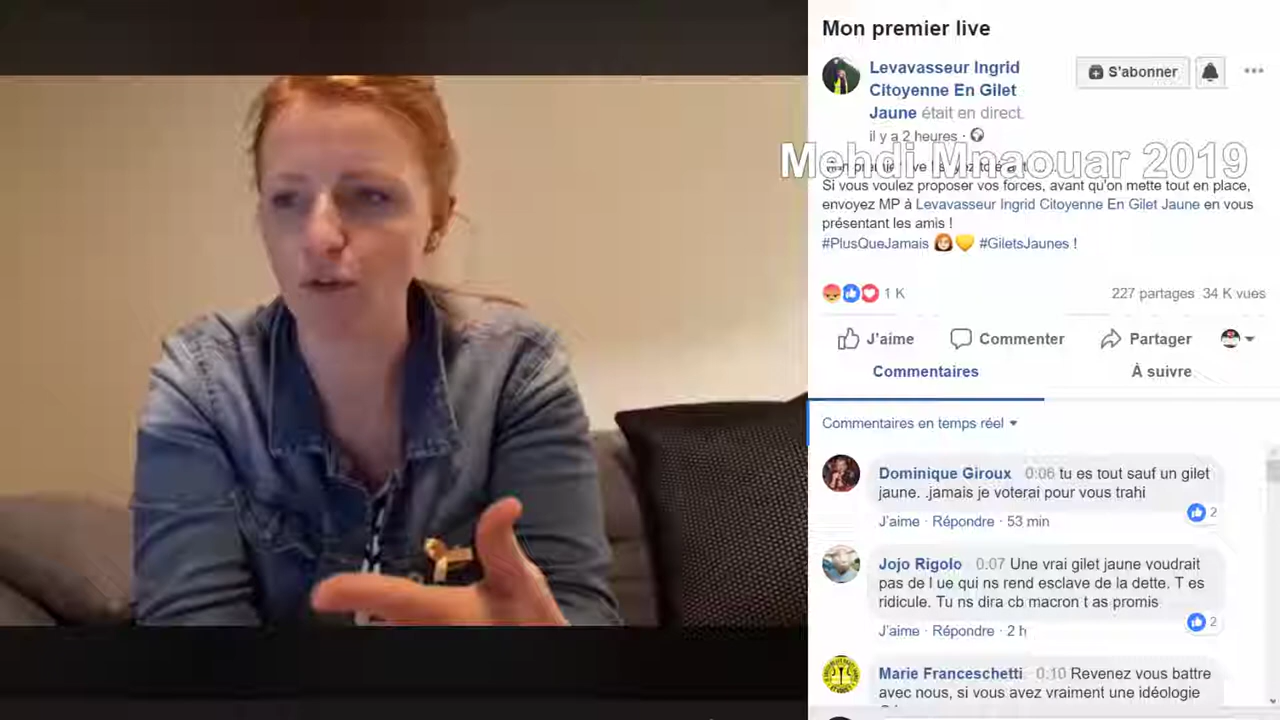 Mon premier live
Levavasseur Ingrid
Citoyenne En Gilet
Jaune était en direct.
S'abonner
il y a 2 heures ·
Mehdi Mnaouar 2019
Si vous voulez proposer vos forces, avant qu'on mette tout en place,
envoyez MP à Levavasseur Ingrid Citoyenne En Gilet Jaune en vous
présentant les amis !
#PlusQueJamais #GiletsJaunes !
1 K 227 partages 34 K vues
J'aime Commenter Partager
Commentaires À suivre
Commentaires en temps réel
Dominique Giroux 0:06 tu es tout sauf un gilet
jaune. .jamais je voterai pour vous trahi
J'aime · Répondre · 53 min 2
Jojo Rigolo 0:07 Une vrai gilet jaune voudrait
pas de l ue qui ns rend esclave de la dette. T es
ridicule. Tu ns dira cb macron t as promis
J'aime · Répondre · 2 h 2
Marie Franceschetti 0:10 Revenez vous battre
avec nous, si vous avez vraiment une idéologie